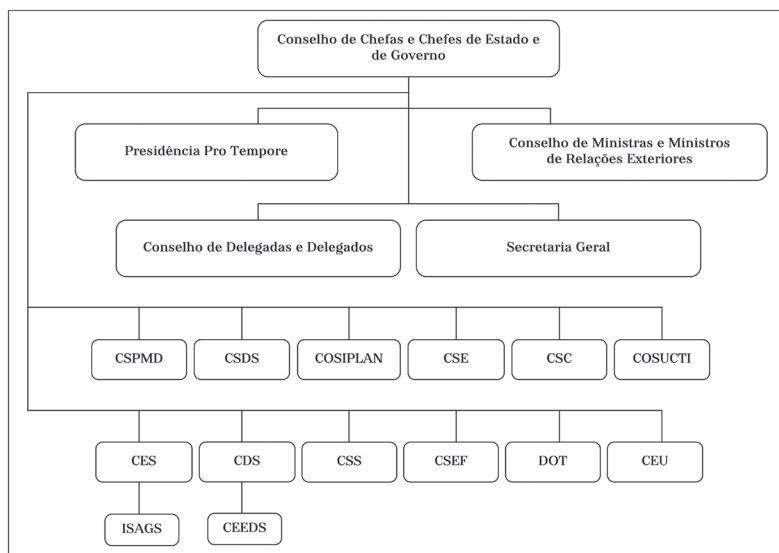 Conselho de Chefas e Chefes de Estado e
de Governo
Presidência Pro Tempore
Conselho de Ministras e Ministros
de Relações Exteriores
Conselho de Delegadas e Delegados
Secretaria Geral
CSPMD
CSDS
COSIPLAN
CSE
CSC
COSUCTI
CES
CDS
CSS
CSEF
DOT
CEU
ISAGS
CEEDS